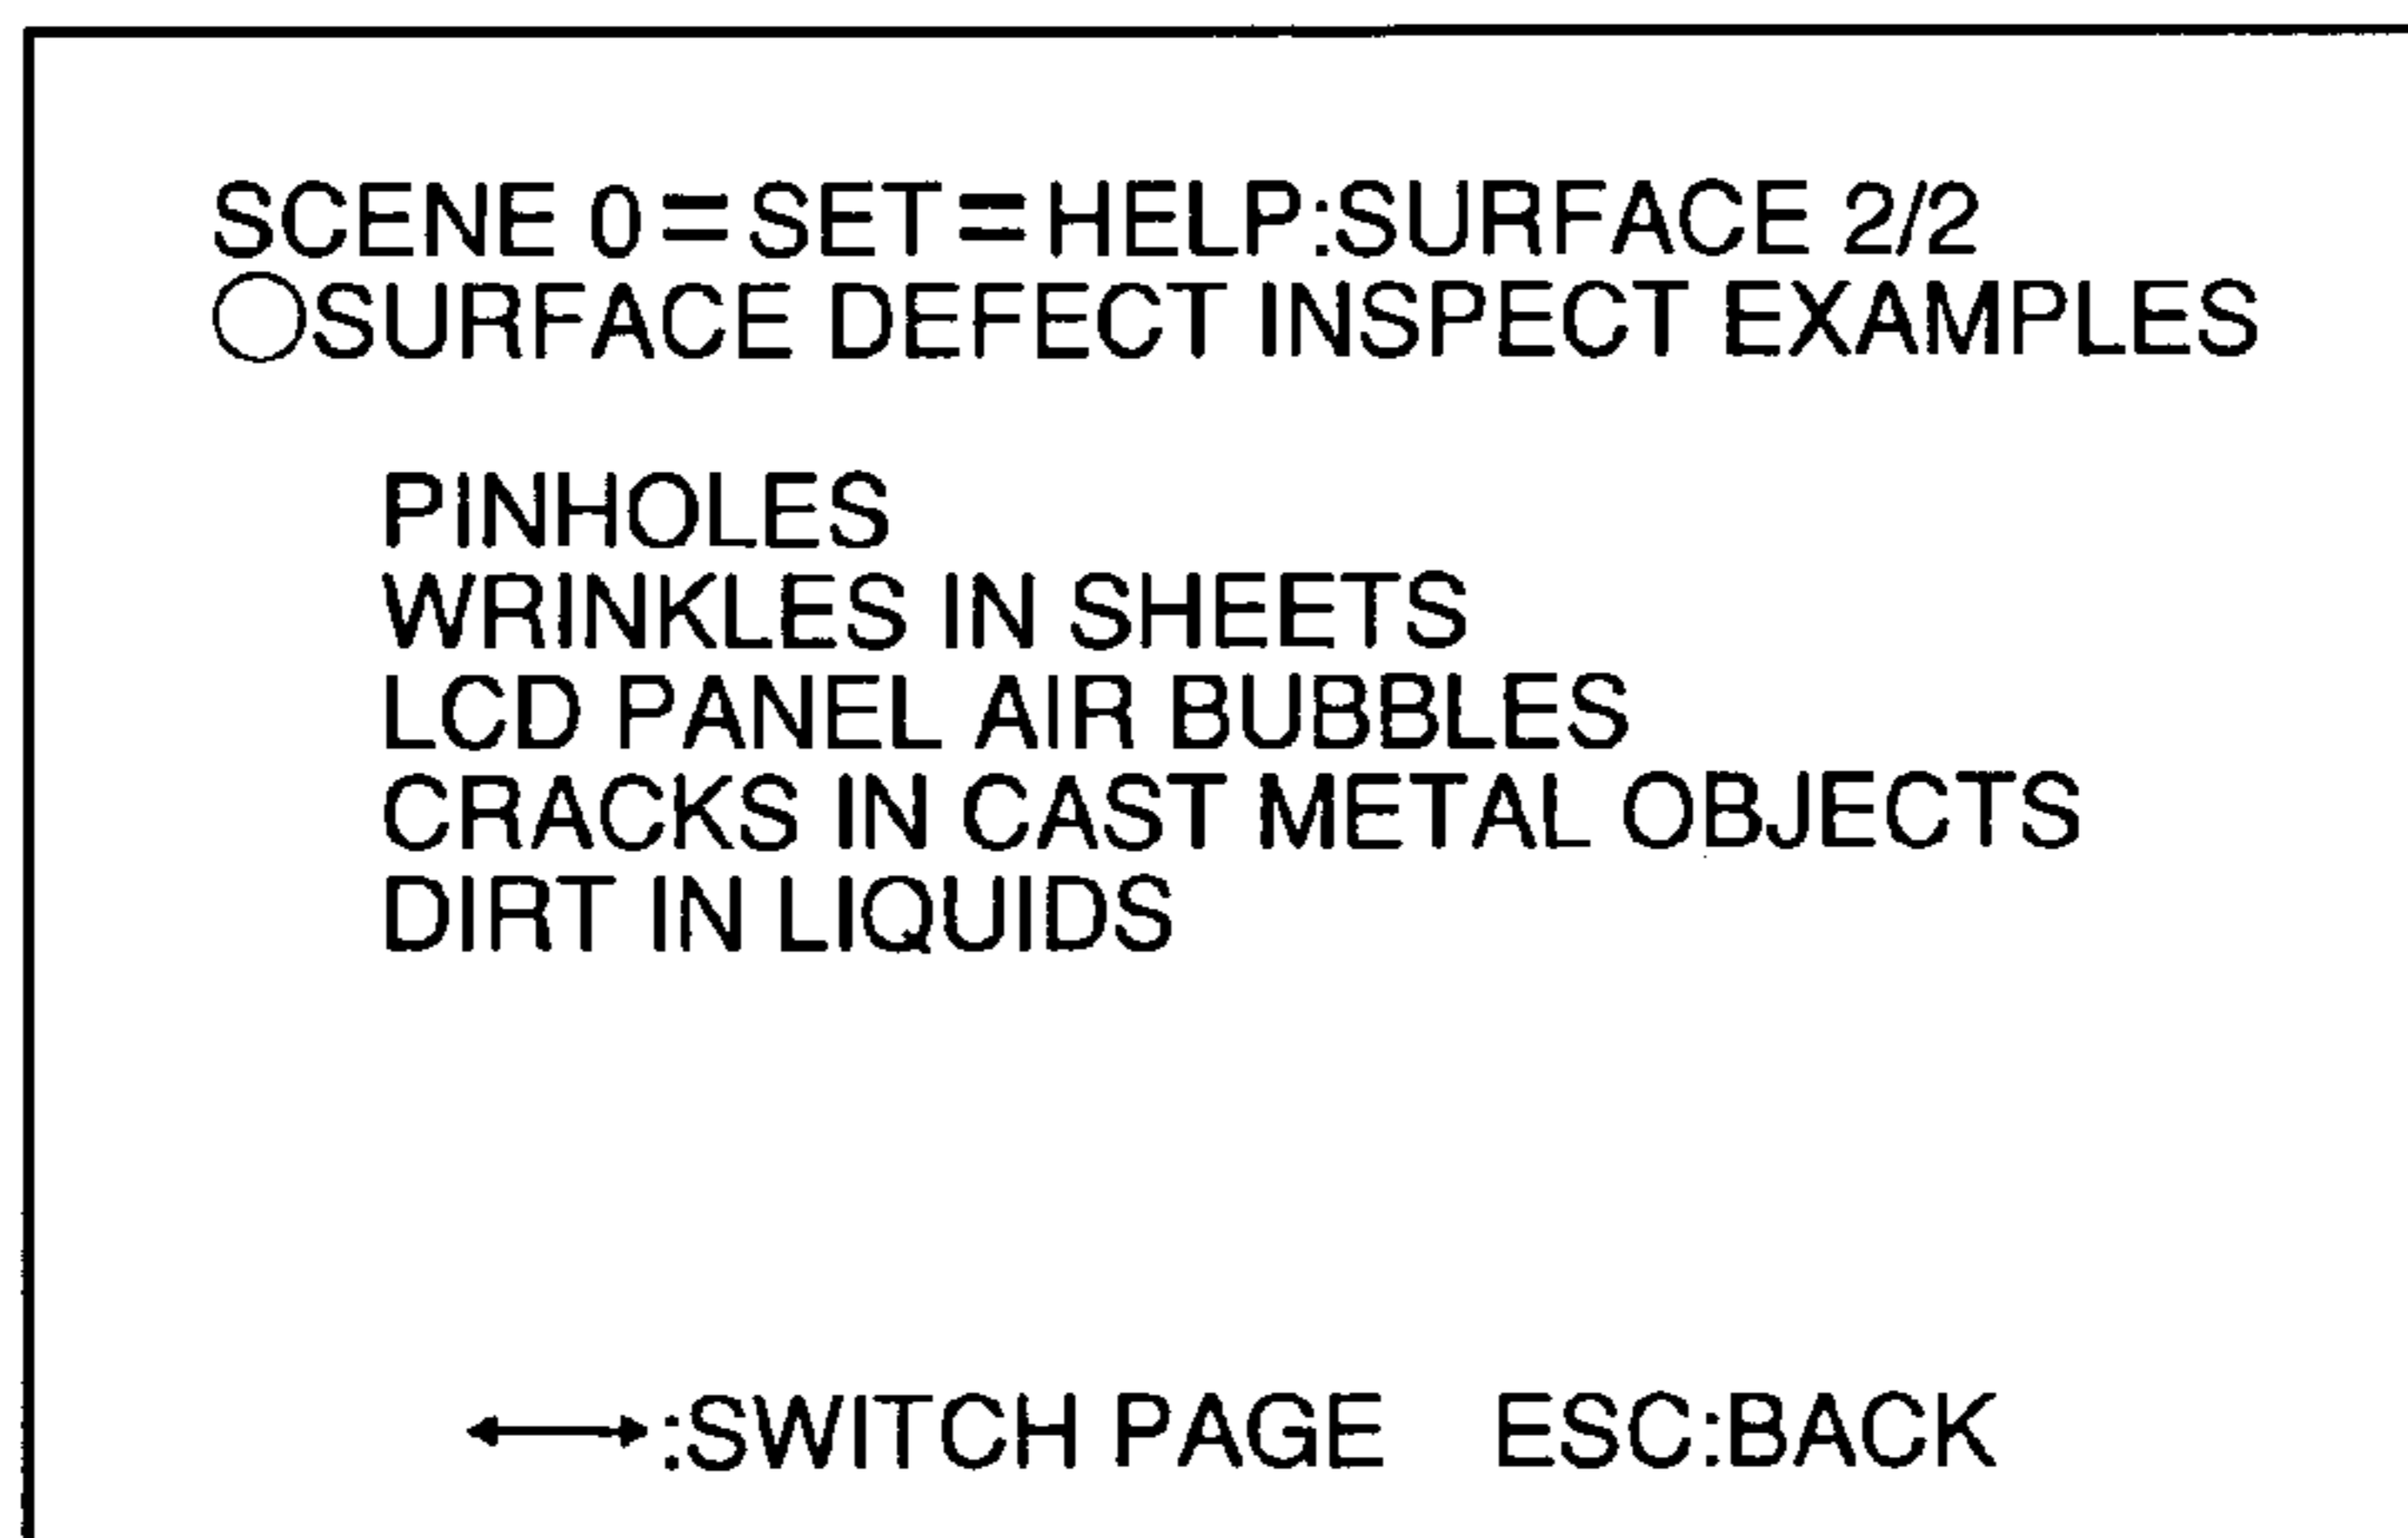 SCENE 0=SET=HELP:SURFACE 2/2
○SURFACE DEFECT INSPECT EXAMPLES
PINHOLES
WRINKLES IN SHEETS
LCD PANEL AIR BUBBLES
CRACKS IN CAST METAL OBJECTS
DIRT IN LIQUIDS
↔:SWITCH PAGE ESC:BACK